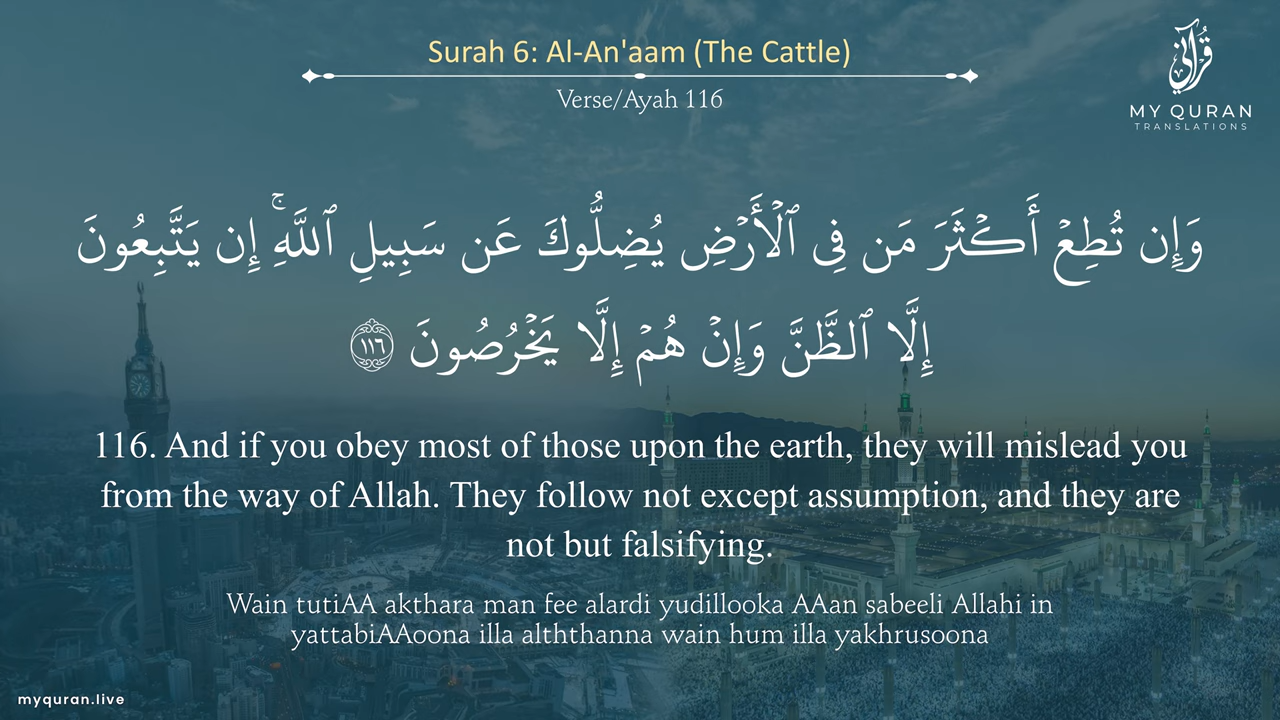 Surah 6: Al-An'aam (The Cattle)
Verse/Ayah 116
قرآني
MY QURAN
TRANSLATIONS
وَإِن تُطِعْ أَكْثَرَ مَن فِى ٱلْأَرْضِ يُضِلُّوكَ عَن سَبِيلِ ٱللَّهِ ۚ إِن يَتَّبِعُونَ
إِلَّا ٱلظَّنَّ وَإِنْ هُمْ إِلَّا يَخْرُصُونَ ١١٦
116. And if you obey most of those upon the earth, they will mislead you
from the way of Allah. They follow not except assumption, and they are
not but falsifying.
Wain tutiAA akthara man fee alardi yudillooka AAan sabeeli Allahi in
yattabiAAoona illa alththanna wain hum illa yakhrusoona
myquran.live